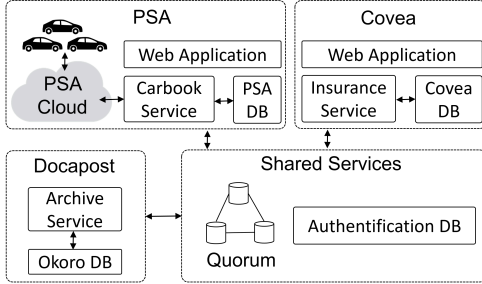 PSA
Web Application
PSA
Cloud
Carbook
Service
PSA
DB
Covea
Web Application
Insurance
Service
Covea
DB
Docapost
Archive
Service
Okoro DB
Shared Services
Quorum
Authentification DB